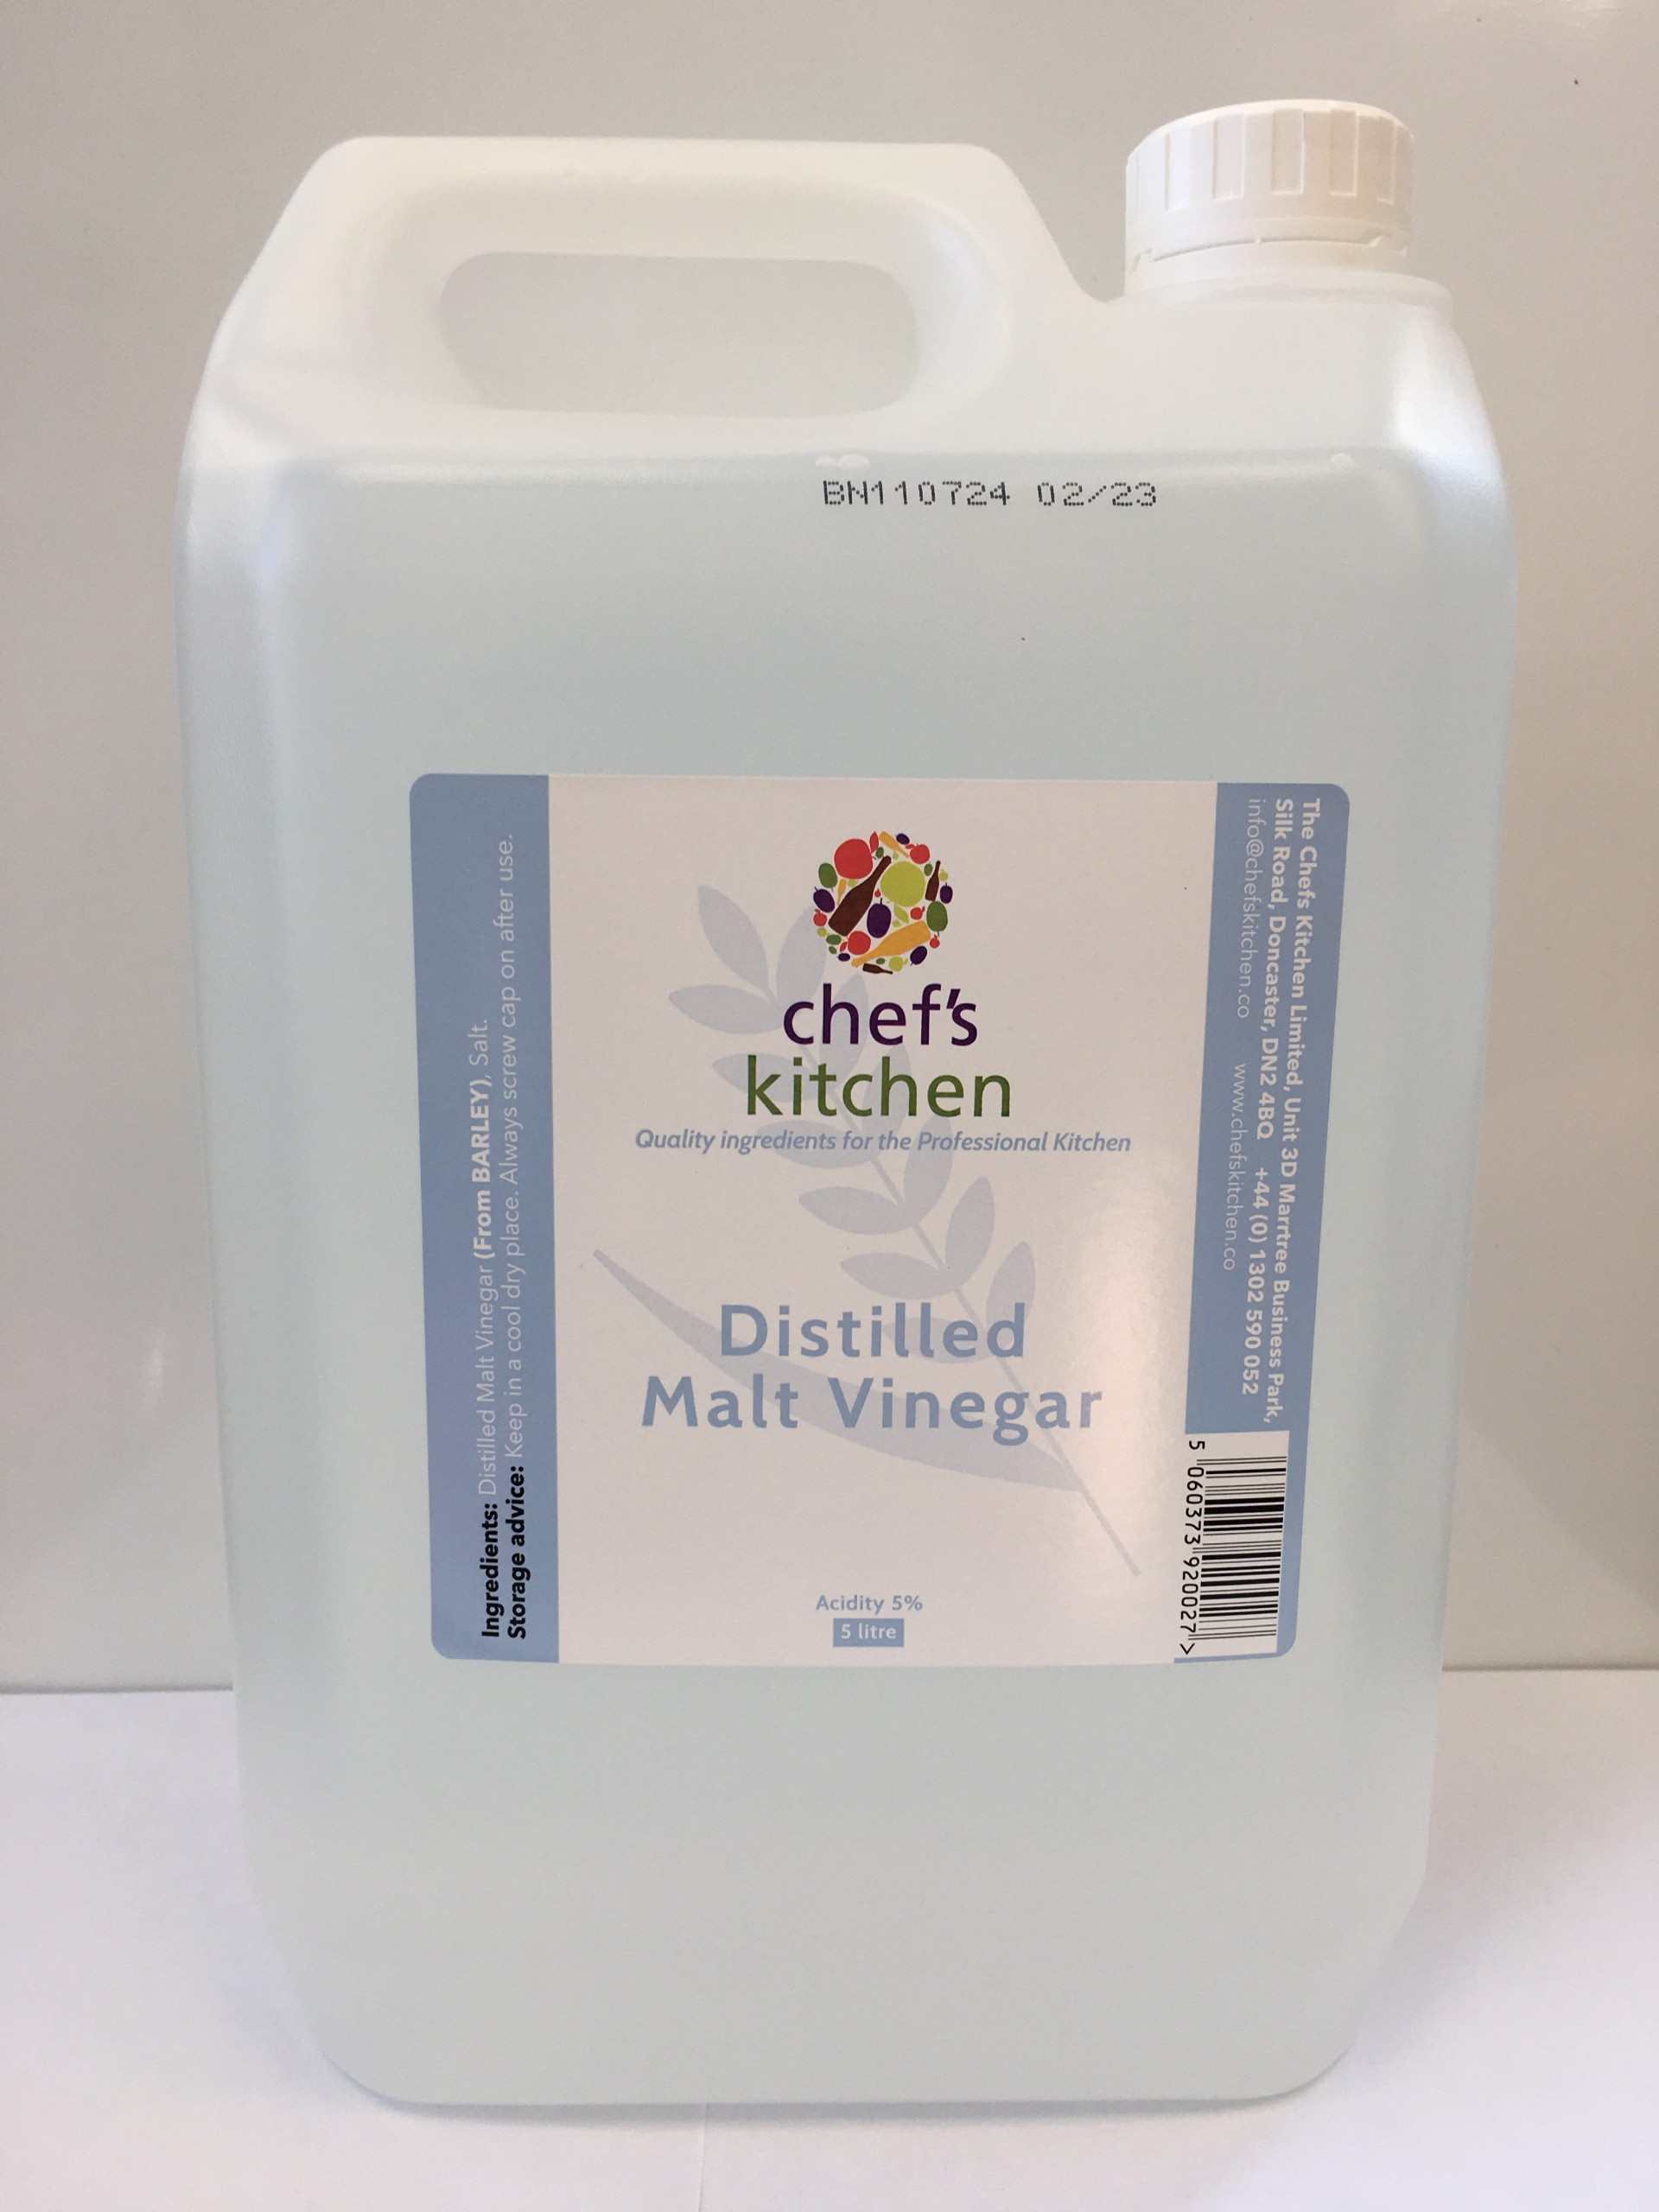 BN110724 02/23
chef's
kitchen
Quality ingredients for the Professional Kitchen
Distilled
Malt Vinegar
Acidity 5%
5 litre
Ingredients: Distilled Malt Vinegar (From BARLEY), Salt.
Storage advice: Keep in a cool dry place. Always screw cap on after use.
The Chefs Kitchen Limited, Unit 3D Marrtree Business Park,
Silk Road, Doncaster, DN2 4BQ +44 (0) 1302 590 052
info@chefskitchen.co www.chefskitchen.co
5 060373 920027 >